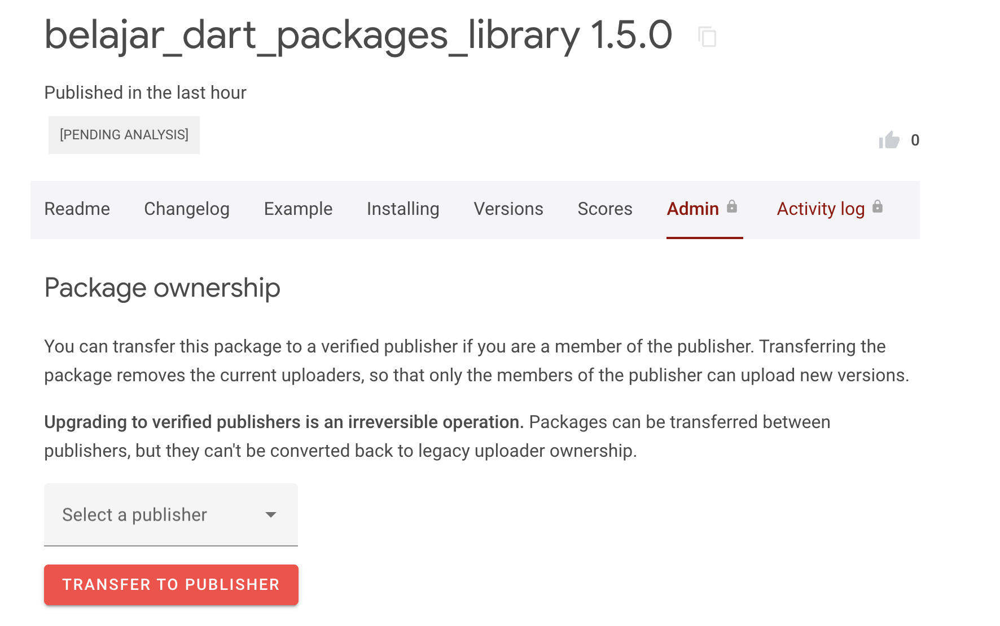 belajar_dart_packages_library 1.5.0
Published in the last hour
[PENDING ANALYSIS]
0
Readme Changelog Example Installing Versions Scores Admin Activity log
Package ownership
You can transfer this package to a verified publisher if you are a member of the publisher. Transferring the
package removes the current uploaders, so that only the members of the publisher can upload new versions.
Upgrading to verified publishers is an irreversible operation. Packages can be transferred between
publishers, but they can't be converted back to legacy uploader ownership.
Select a publisher
TRANSFER TO PUBLISHER